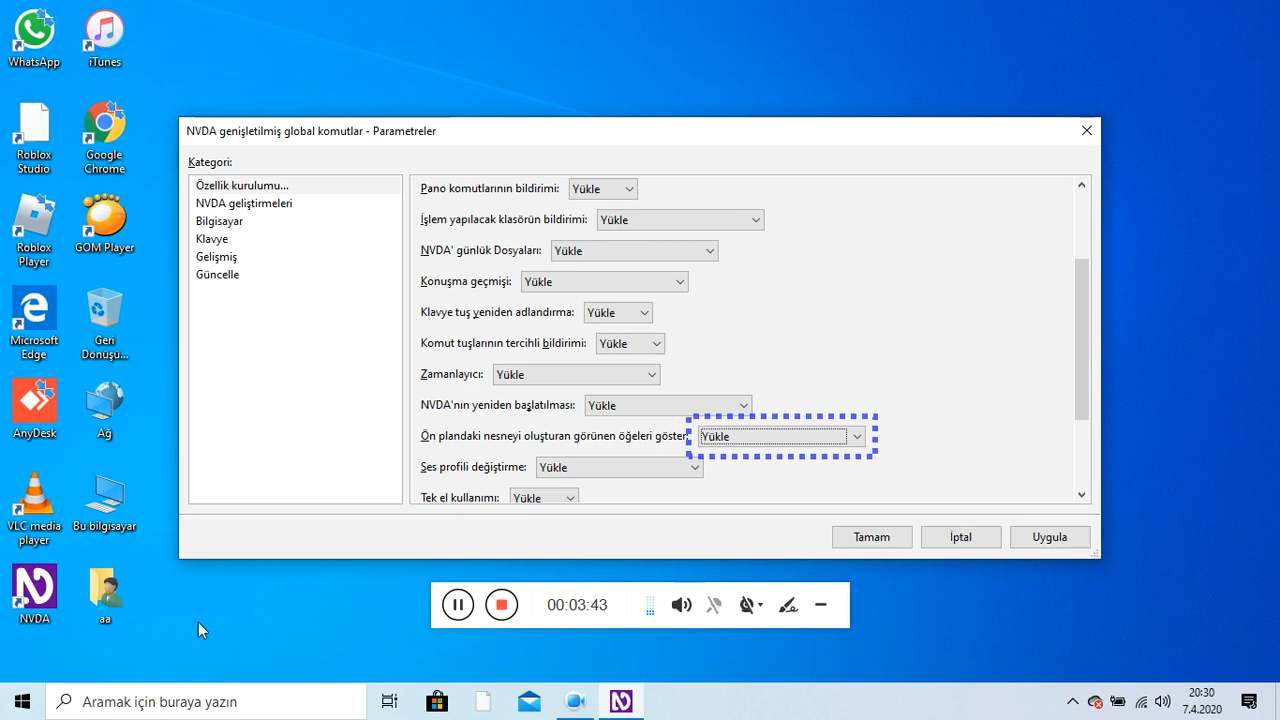 WhatsApp
iTunes
Roblox
Studio
Google
Chrome
Roblox
Player
GOM Player
Microsoft
Edge
Geri
Dönüşü...
AnyDesk
Ağ
VLC media
player
Bu bilgisayar
NVDA
aa
NVDA genişletilmiş global komutlar - Parametreler
Kategori:
Özellik kurulumu...
NVDA geliştirmeleri
Bilgisayar
Klavye
Gelişmiş
Güncelle
Pano komutlarının bildirimi: Yükle
İşlem yapılacak klasörün bildirimi: Yükle
NVDA' günlük Dosyaları: Yükle
Konuşma geçmişi: Yükle
Klavye tuş yeniden adlandırma: Yükle
Komut tuşlarının tercihli bildirimi: Yükle
Zamanlayıcı: Yükle
NVDA'nın yeniden başlatılması: Yükle
Ön plandaki nesneyi oluşturan görünen öğeleri göster Yükle
Ses profili değiştirme: Yükle
Tek el kullanımı: Yükle
Tamam İptal Uygula
00:03:43
Aramak için buraya yazın
20:30
7.4.2020